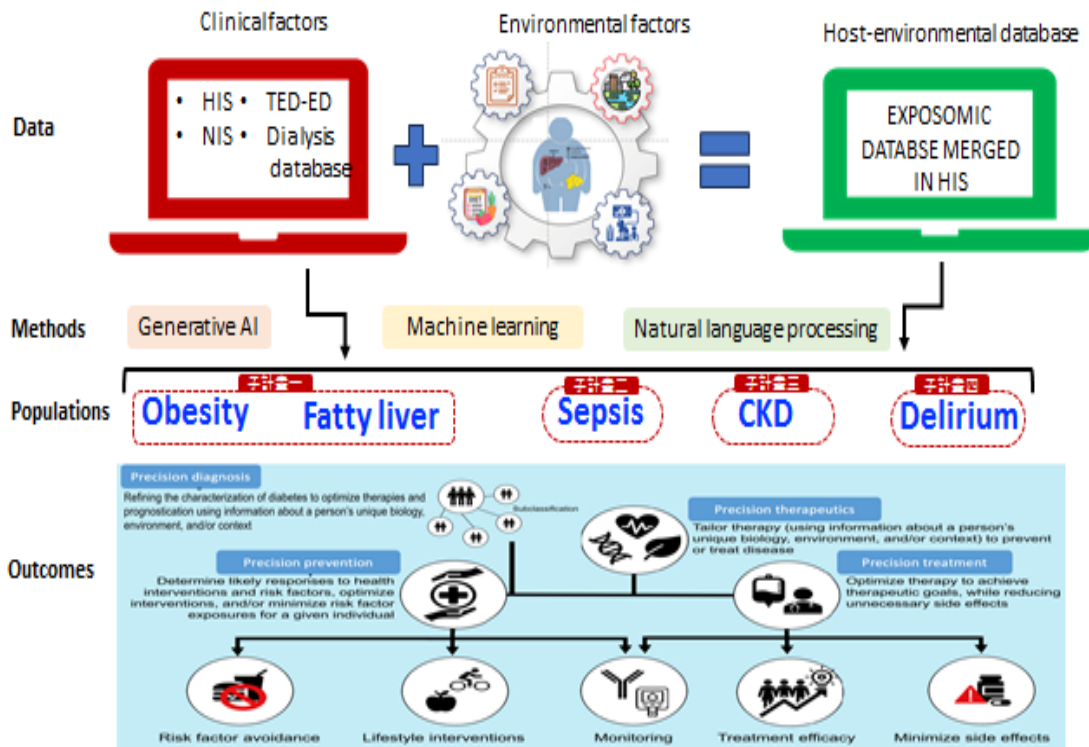 Clinical factors
Environmental factors
Host-environmental database
Data
• HIS • TED-ED
• NIS • Dialysis
database
EXPOSOMIC
DATABSE MERGED
IN HIS
Methods
Generative AI
Machine learning
Natural language processing
Populations
子計畫一
Obesity
Fatty liver
子計畫二
Sepsis
子計畫三
CKD
子計畫四
Delirium
Outcomes
Precision diagnosis
Refining the characterization of diabetes to optimize therapies and
prognostication using information about a person's unique biology,
environment, and/or context
Subclassification
Precision therapeutics
Tailor therapy (using information about a person's
unique biology, environment, and/or context) to prevent
or treat disease
Precision prevention
Determine likely responses to health
interventions and risk factors, optimize
interventions, and/or minimize risk factor
exposures for a given individual
Precision treatment
Optimize therapy to achieve
therapeutic goals, while reducing
unnecessary side effects
Risk factor avoidance
Lifestyle interventions
Monitoring
Treatment efficacy
Minimize side effects